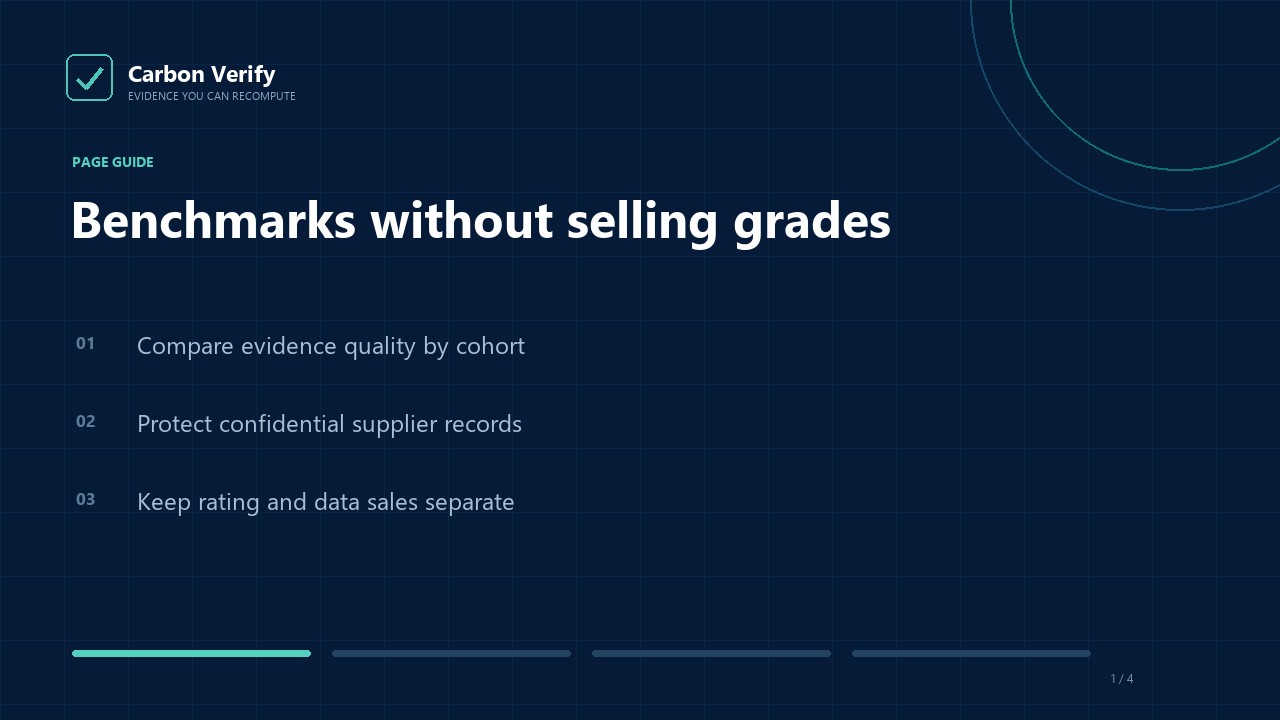 Carbon Verify
EVIDENCE YOU CAN RECOMPUTE
PAGE GUIDE
Benchmarks without selling grades
01 Compare evidence quality by cohort
02 Protect confidential supplier records
03 Keep rating and data sales separate
1 / 4